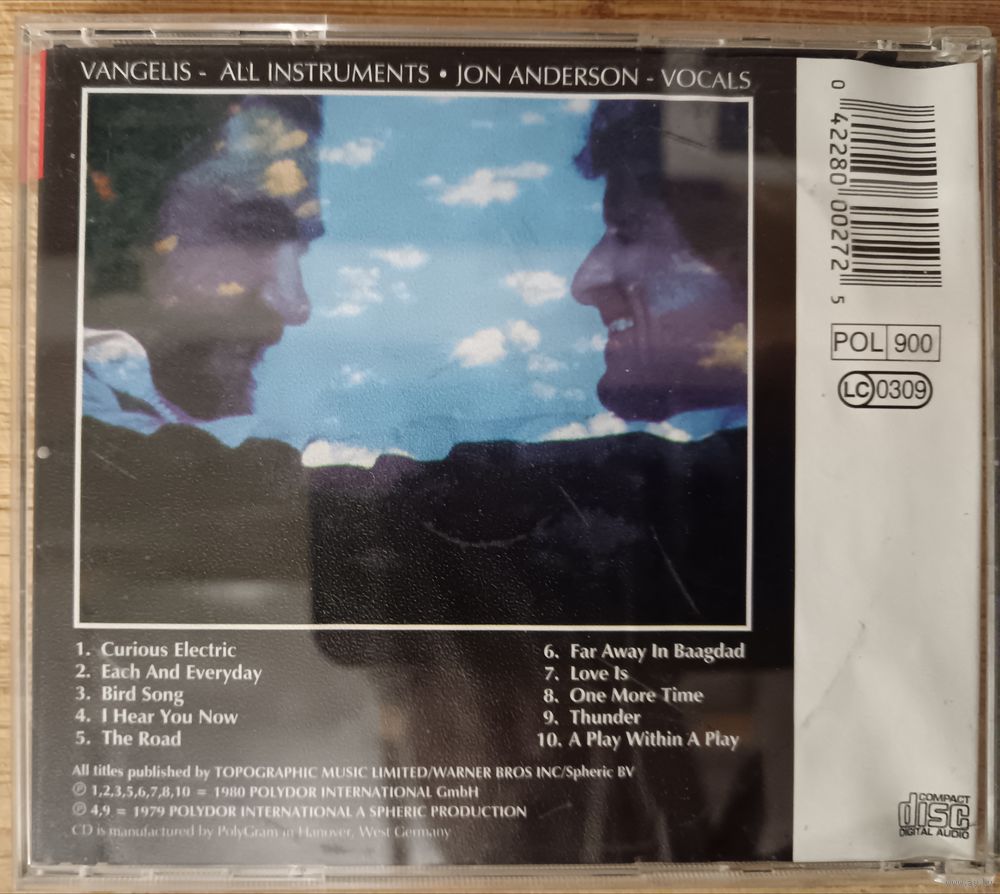 VANGELIS - ALL INSTRUMENTS • JON ANDERSON - VOCALS
1. Curious Electric
2. Each And Everyday
3. Bird Song
4. I Hear You Now
5. The Road
6. Far Away In Baagdad
7. Love Is
8. One More Time
9. Thunder
10. A Play Within A Play
All titles published by TOPOGRAPHIC MUSIC LIMITED/WARNER BROS INC/Spheric BV
℗ 1,2,3,5,6,7,8,10 = 1980 POLYDOR INTERNATIONAL GmbH
℗ 4,9 = 1979 POLYDOR INTERNATIONAL A SPHERIC PRODUCTION
CD is manufactured by PolyGram in Hanover, West Germany
0 42280 00272 5
POL 900
LC 0309
COMPACT
disc
DIGITAL AUDIO